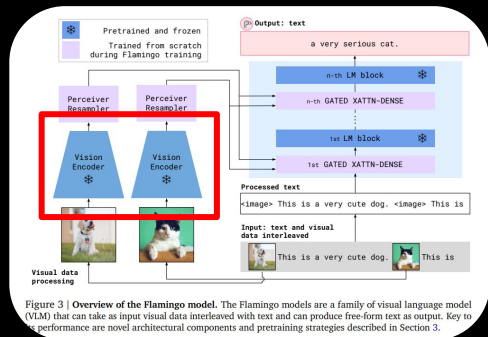 Pretrained and frozen
Trained from scratch
during Flamingo training
Output: text
a very serious cat.
n-th LM block
n-th GATED XATTN-DENSE
1st LM block
1st GATED XATTN-DENSE
Perceiver
Resampler
Perceiver
Resampler
Vision
Encoder
Vision
Encoder
Processed text
<image> This is a very cute dog. <image> This is
Input: text and visual
data interleaved
This is a very cute dog.
This is
Visual data
processing
Figure 3 | Overview of the Flamingo model. The Flamingo models are a family of visual language model
(VLM) that can take as input visual data interleaved with text and can produce free-form text as output. Key to
its performance are novel architectural components and pretraining strategies described in Section 3.